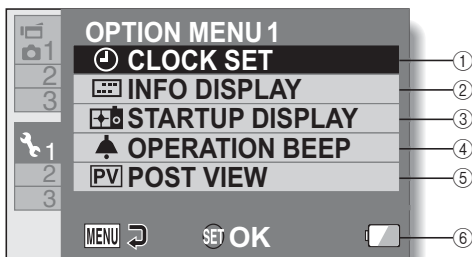 OPTION MENU 1
1
CLOCK SET
①
2
INFO DISPLAY
②
3
STARTUP DISPLAY
③
1
OPERATION BEEP
④
2
PV POST VIEW
⑤
3
MENU SET OK
⑥